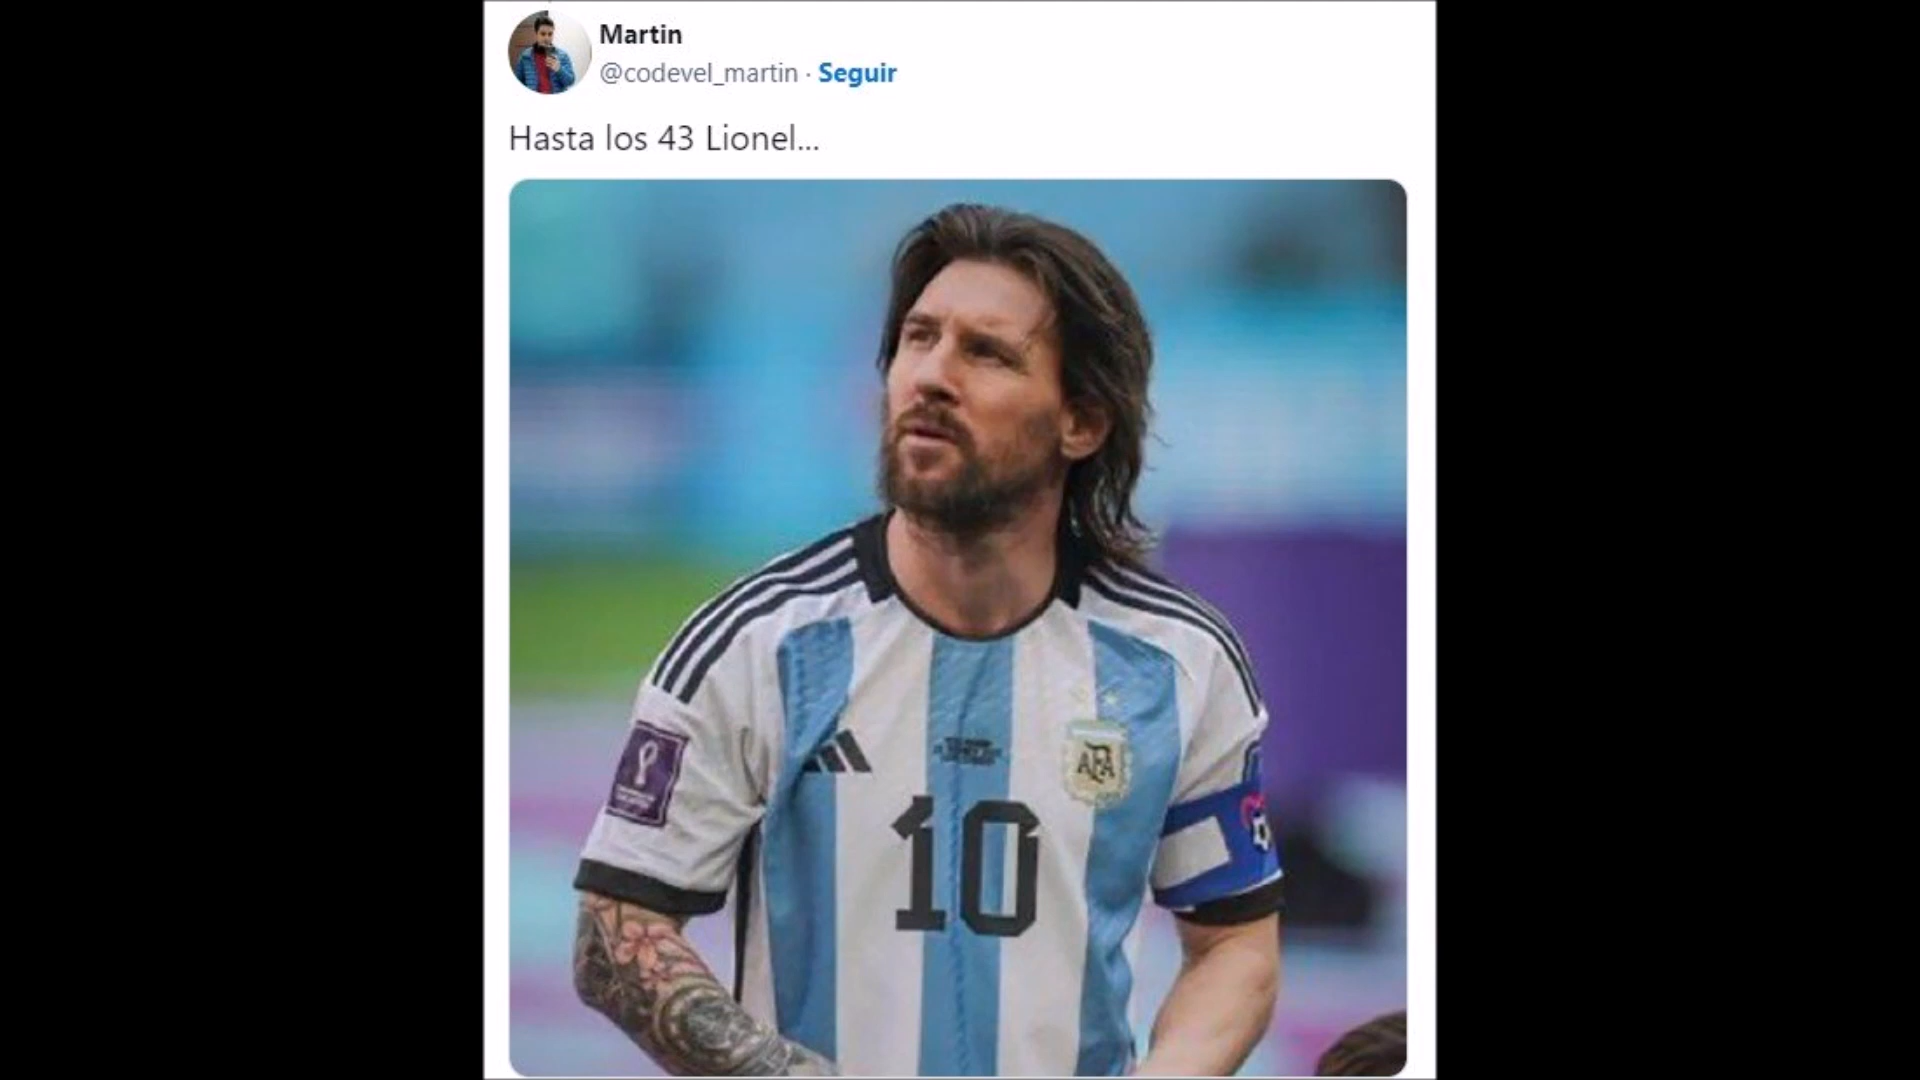 Martin
@codevel_martin · Seguir
Hasta los 43 Lionel...
AFA
10